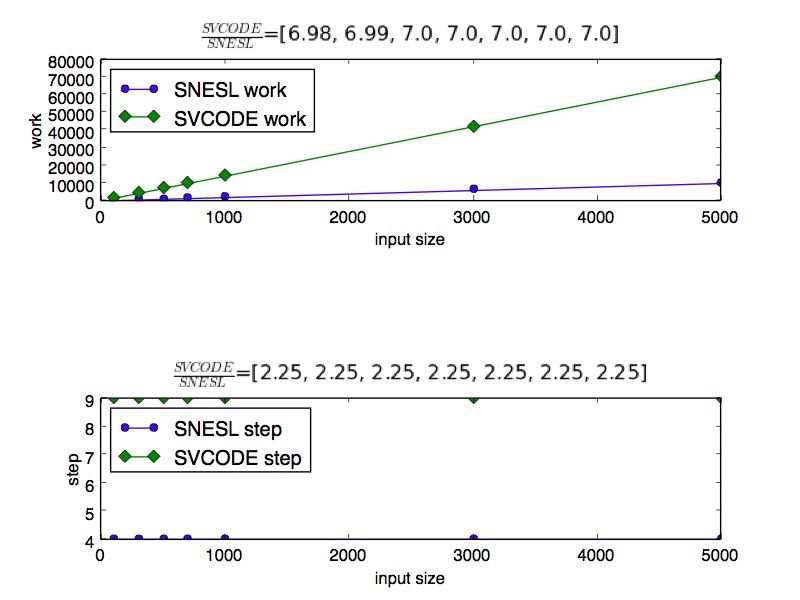 SVCODE/SNESL=[6.98, 6.99, 7.0, 7.0, 7.0, 7.0, 7.0]
80000
70000
60000
50000
40000
30000
20000
10000
0
work
SNESL work
SVCODE work
0 1000 2000 3000 4000 5000
input size
SVCODE/SNESL=[2.25, 2.25, 2.25, 2.25, 2.25, 2.25, 2.25]
9
8
7
6
5
4
step
SNESL step
SVCODE step
0 1000 2000 3000 4000 5000
input size